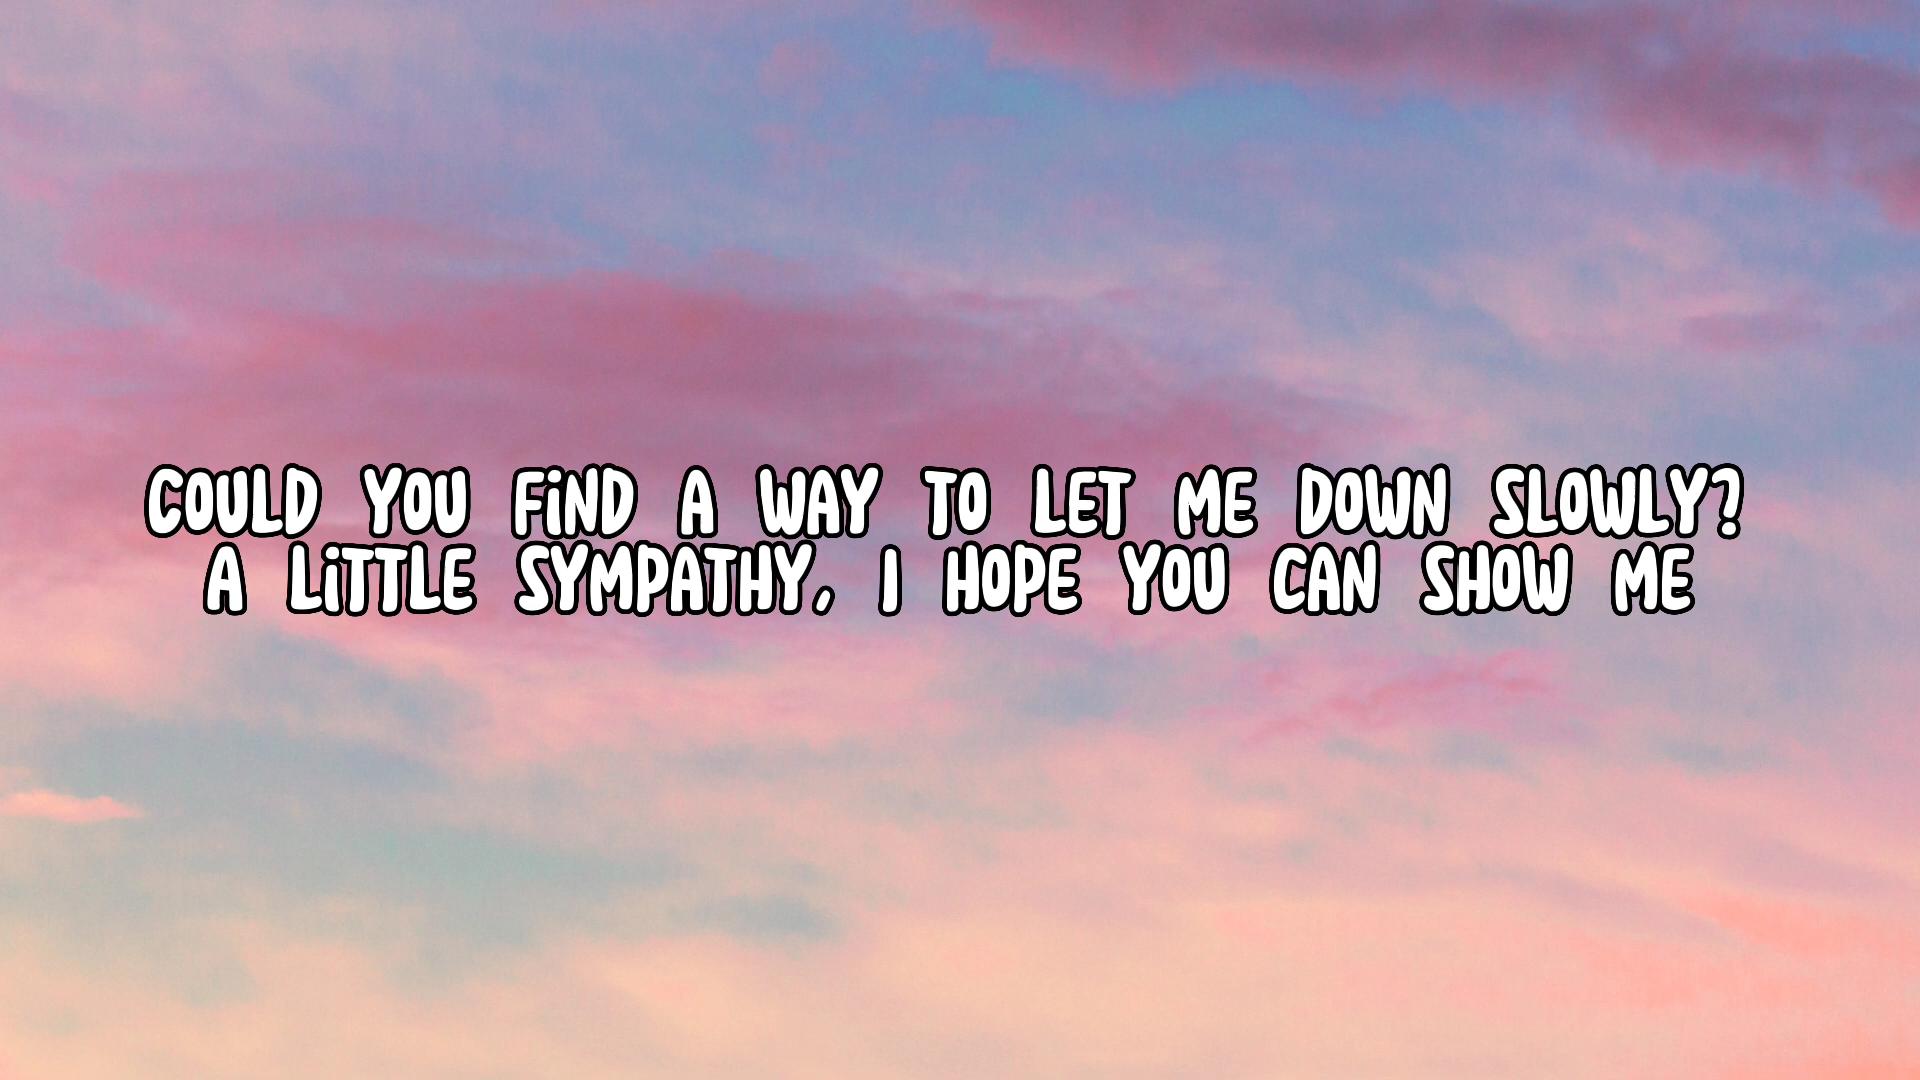 COULD YOU FiND A WAY TO LET ME DOWN SLOWLY?
A LiTTLE SYMPATHY, I HOPE YOU CAN SHOW ME